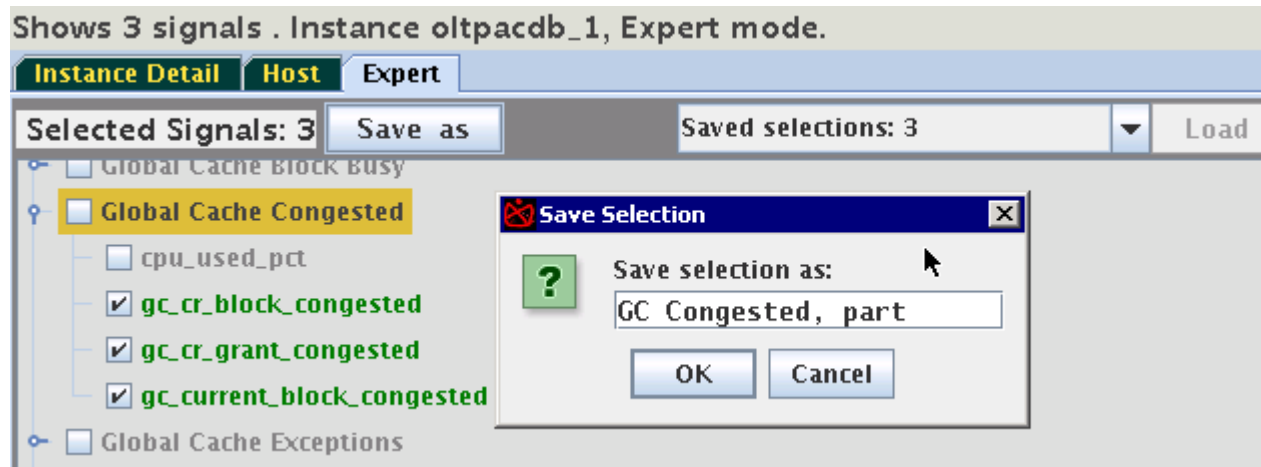 Shows 3 signals . Instance oltpacdb_1, Expert mode.
Instance Detail Host Expert
Selected Signals: 3 Save as Saved selections: 3 Load
Global Cache Block Busy
Global Cache Congested
cpu_used_pct
gc_cr_block_congested
gc_cr_grant_congested
gc_current_block_congested
Global Cache Exceptions
Save Selection
Save selection as:
?
GC Congested, part
OK Cancel